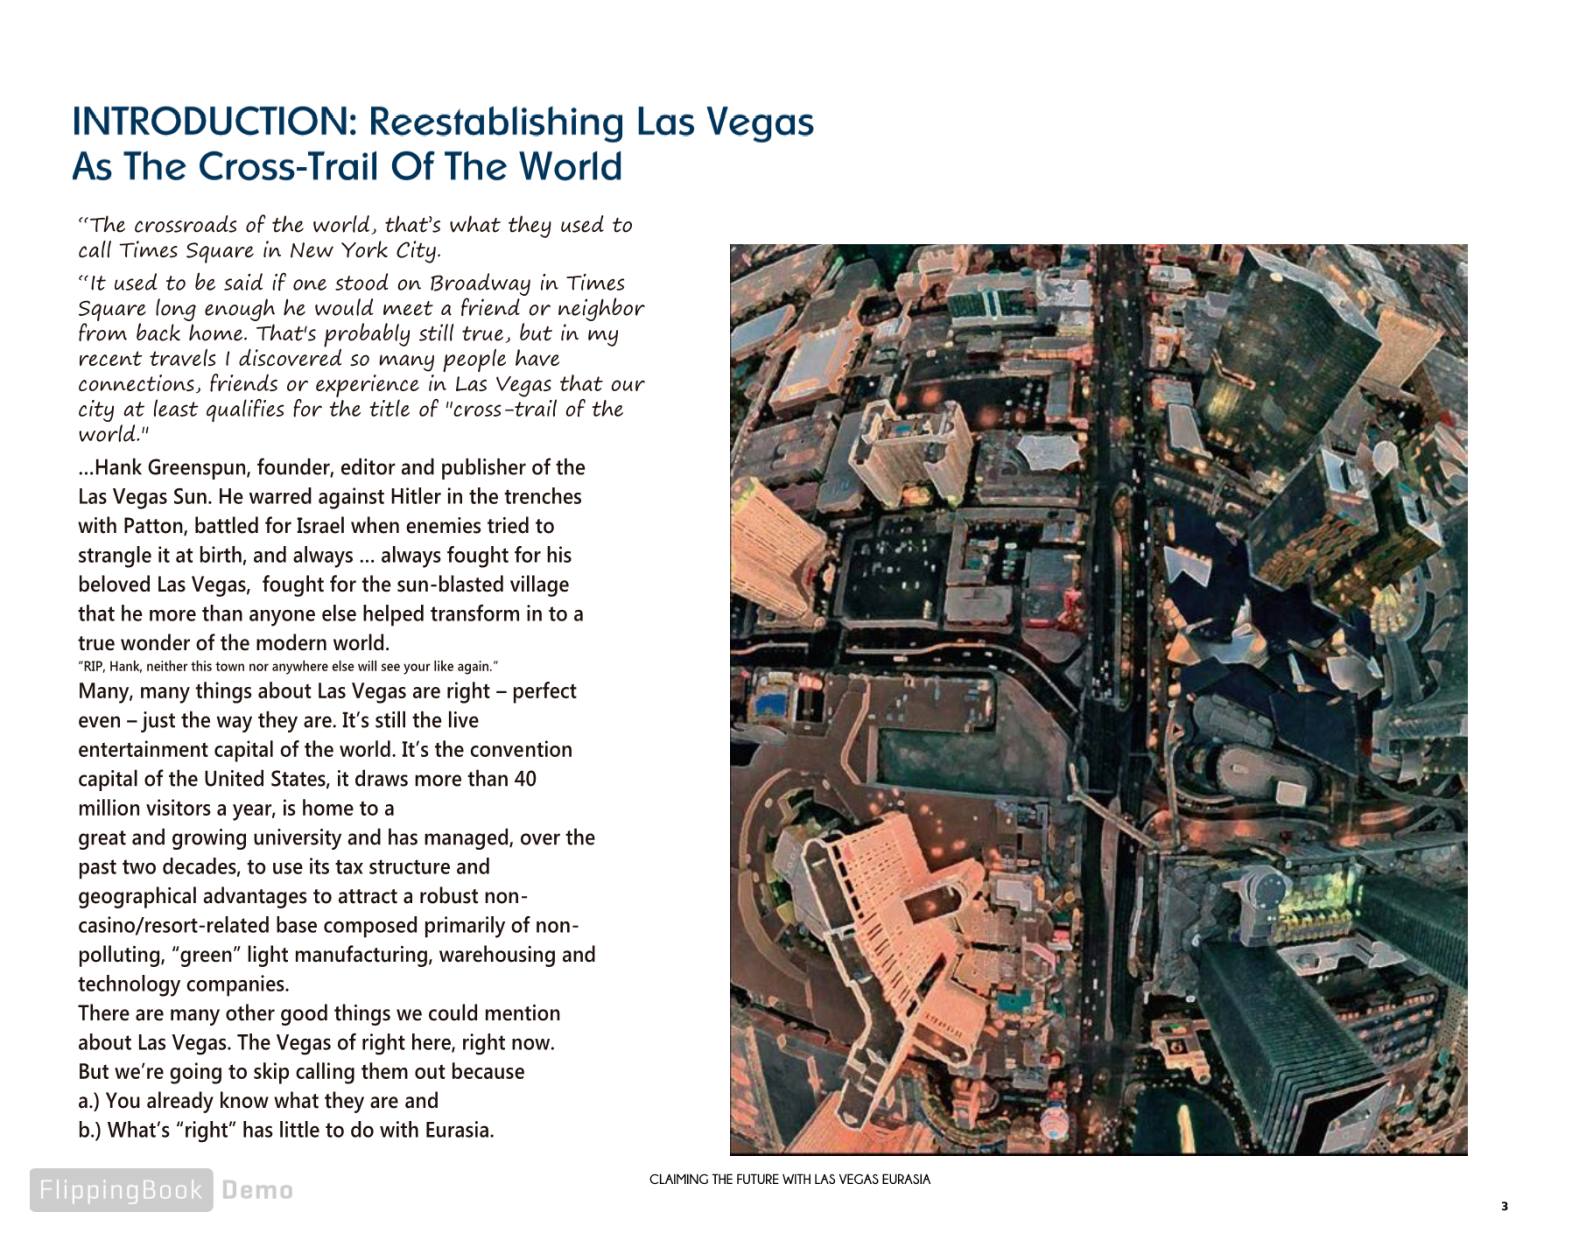 INTRODUCTION: Reestablishing Las Vegas
As The Cross-Trail Of The World
“The crossroads of the world, that’s what they used to
call Times Square in New York City.
“It used to be said if one stood on Broadway in Times
Square long enough he would meet a friend or neighbor
from back home. That's probably still true, but in my
recent travels I discovered so many people have
connections, friends or experience in Las Vegas that our
city at least qualifies for the title of "cross-trail of the
world."
...Hank Greenspun, founder, editor and publisher of the
Las Vegas Sun. He warred against Hitler in the trenches
with Patton, battled for Israel when enemies tried to
strangle it at birth, and always ... always fought for his
beloved Las Vegas,  fought for the sun-blasted village
that he more than anyone else helped transform in to a
true wonder of the modern world.
“RIP, Hank, neither this town nor anywhere else will see your like again.”
Many, many things about Las Vegas are right – perfect
even – just the way they are. It’s still the live
entertainment capital of the world. It’s the convention
capital of the United States, it draws more than 40
million visitors a year, is home to a
great and growing university and has managed, over the
past two decades, to use its tax structure and
geographical advantages to attract a robust non-
casino/resort-related base composed primarily of non-
polluting, “green” light manufacturing, warehousing and
technology companies.
There are many other good things we could mention
about Las Vegas. The Vegas of right here, right now.
But we’re going to skip calling them out because
a.) You already know what they are and
b.) What’s “right” has little to do with Eurasia.
FlippingBook Demo
CLAIMING THE FUTURE WITH LAS VEGAS EURASIA
3